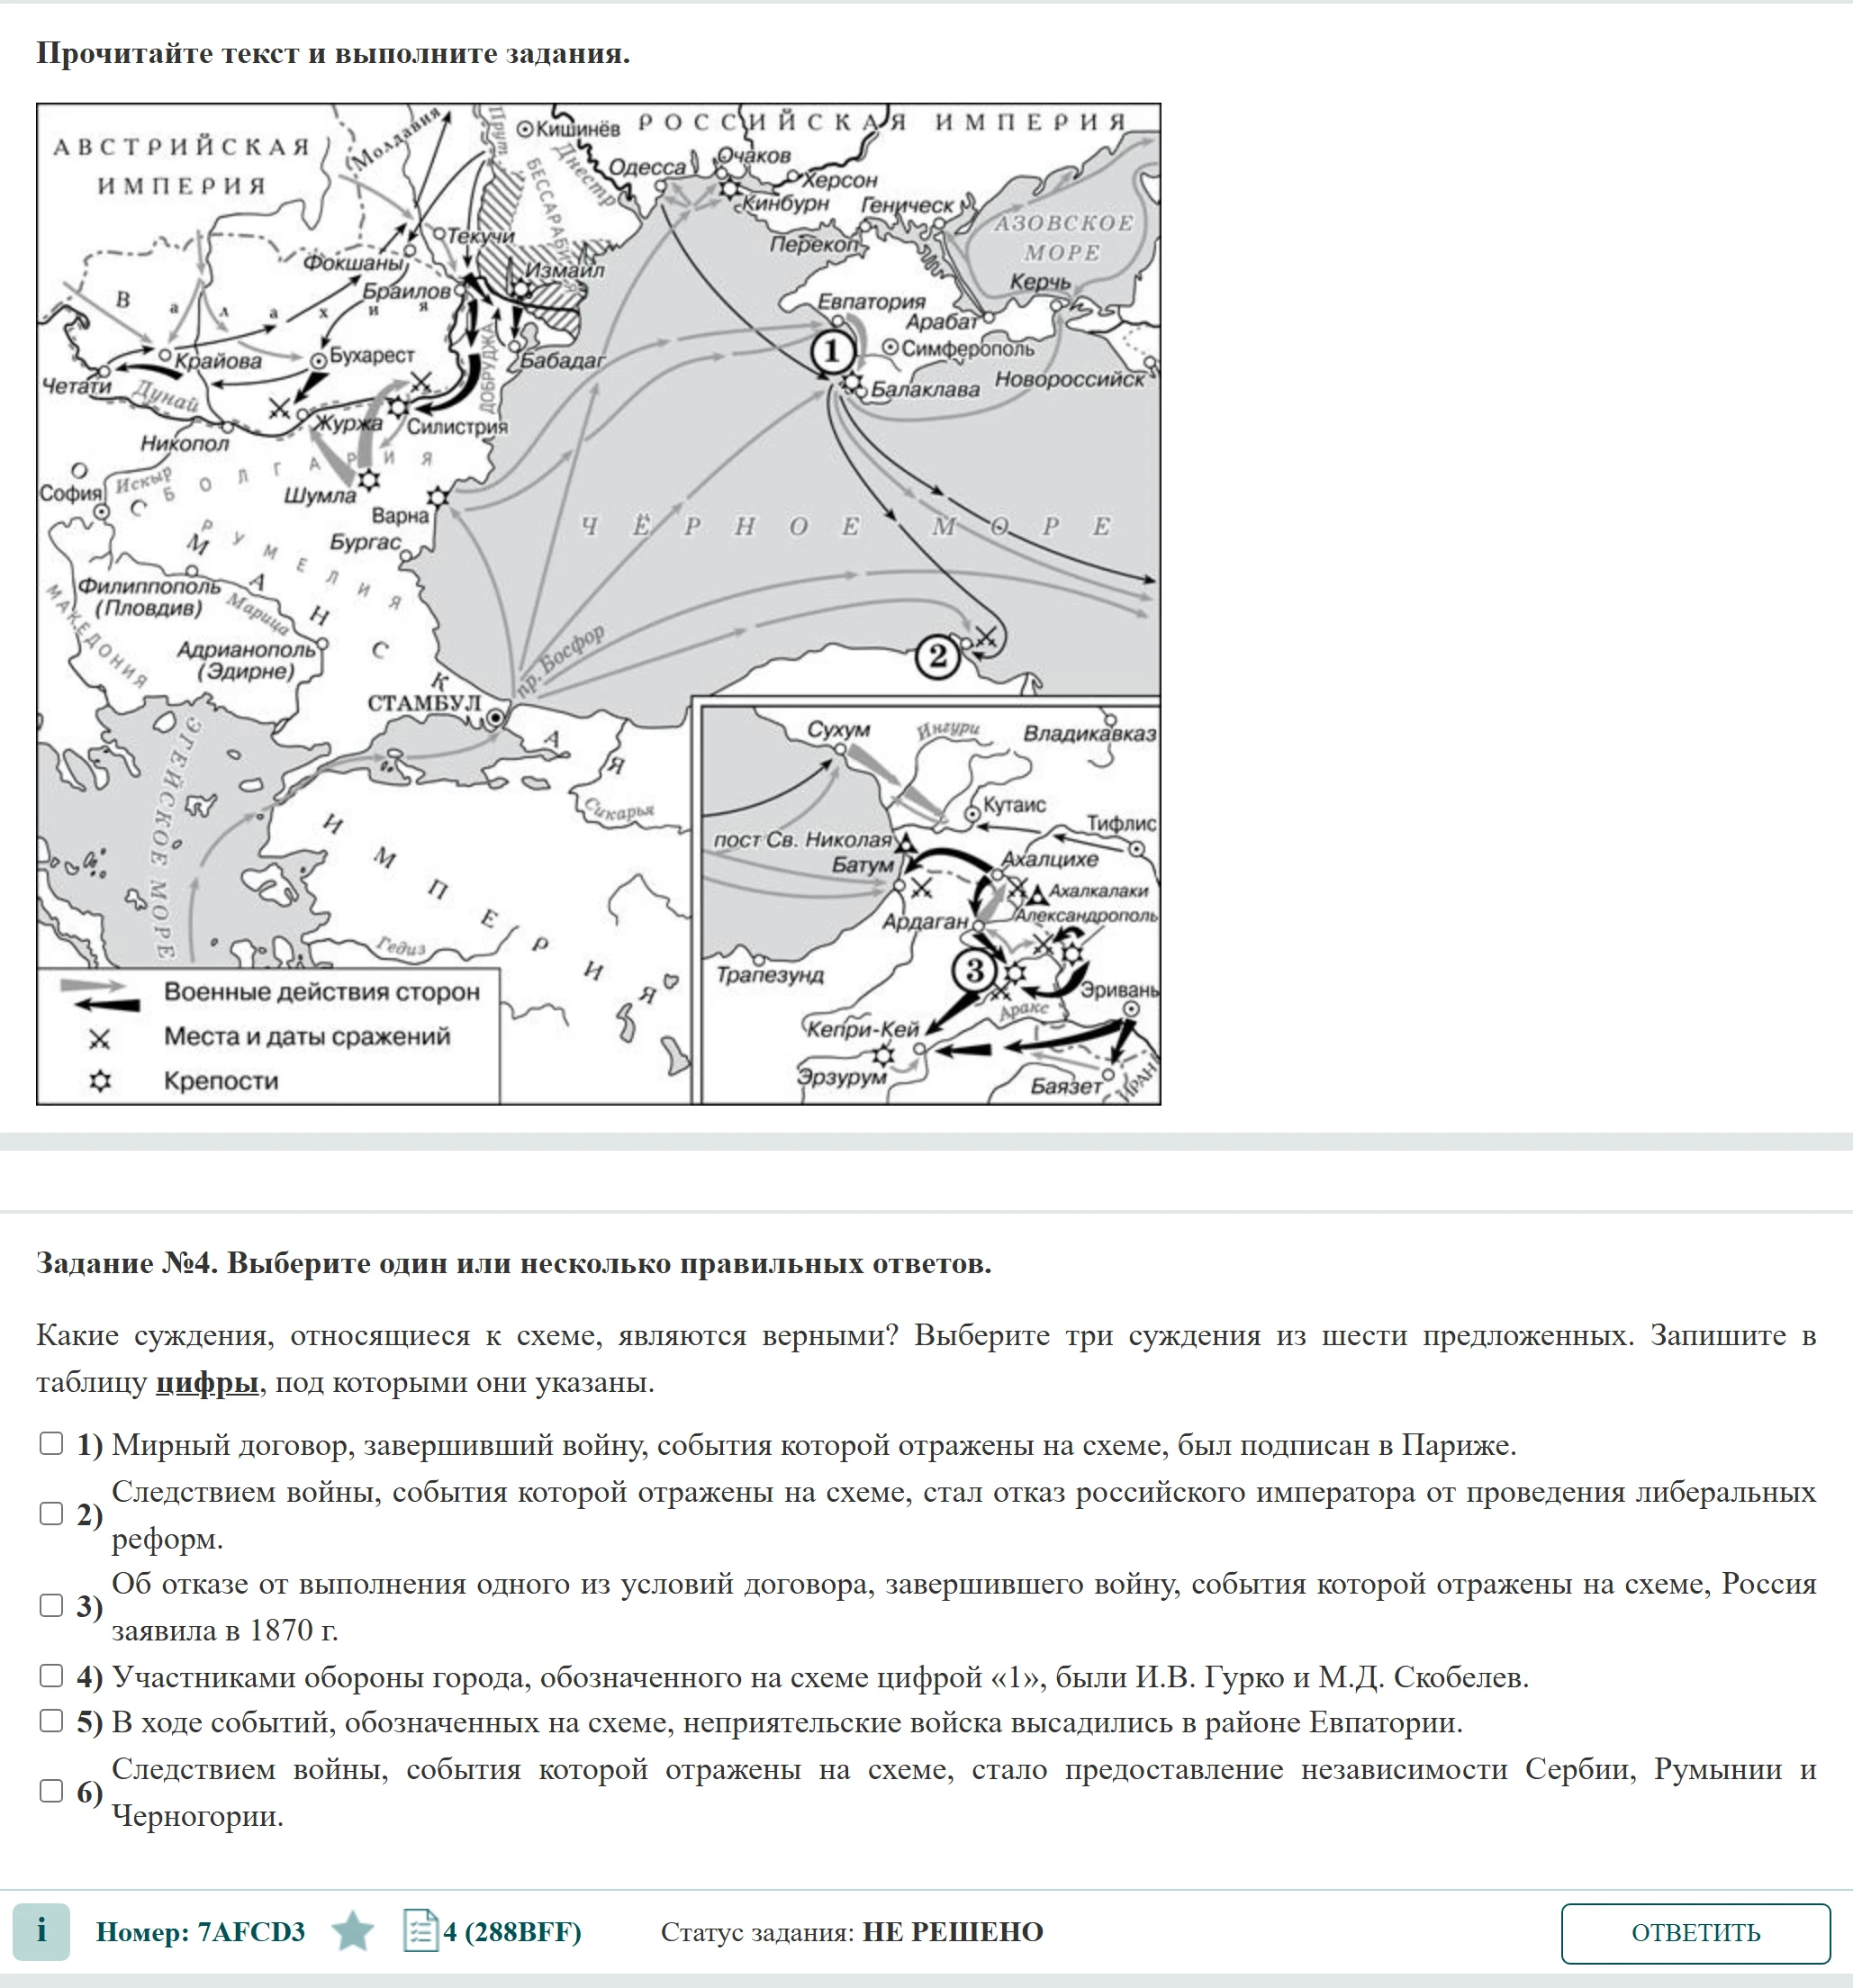 Прочитайте текст и выполните задания.
АВСТРИЙСКАЯ
ИМПЕРИЯ
Молдавия
Прут
Кишинёв
РОССИЙСКАЯ ИМПЕРИЯ
Днестр
БЕССАРАБИЯ
Одесса
Очаков
Херсон
Кинбурн
Геническ
Перекоп
АЗОВСКОЕ
МОРЕ
Керчь
Текучи
Фокшаны
Измаил
Браилов
Валахия
Евпатория
Арабат
1
Симферополь
Крайова
Бухарест
Бабадаг
ДОБРУДЖА
Балаклава
Новороссийск
Четати
Дунай
Журжа
Силистрия
Никопол
БОЛГАРИЯ
София
Искыр
Шумла
Варна
ЧЁРНОЕ МОРЕ
РУМЕЛИЯ
Бургас
Филиппополь
(Пловдив)
Марица
МАКЕДОНИЯ
Адрианополь
(Эдирне)
ОСМАНСКАЯ
пр. Босфор
2
СТАМБУЛ
ЭГЕЙСКОЕ МОРЕ
Сикарья
ИМПЕРИЯ
Гедиз
Сухум
Ингури
Владикавказ
Кутаис
Тифлис
пост Св. Николая
Батум
Ахалцихе
Ахалкалаки
Ардаган
Александрополь
Трапезунд
3
Эривань
Аракс
Кепри-Кей
Эрзурум
Баязет
ИРАН
Военные действия сторон
Места и даты сражений
Крепости
Задание №4. Выберите один или несколько правильных ответов.
Какие суждения, относящиеся к схеме, являются верными? Выберите три суждения из шести предложенных. Запишите в
таблицу цифры, под которыми они указаны.
1) Мирный договор, завершивший войну, события которой отражены на схеме, был подписан в Париже.
2) Следствием войны, события которой отражены на схеме, стал отказ российского императора от проведения либеральных
реформ.
3) Об отказе от выполнения одного из условий договора, завершившего войну, события которой отражены на схеме, Россия
заявила в 1870 г.
4) Участниками обороны города, обозначенного на схеме цифрой «1», были И.В. Гурко и М.Д. Скобелев.
5) В ходе событий, обозначенных на схеме, неприятельские войска высадились в районе Евпатории.
6) Следствием войны, события которой отражены на схеме, стало предоставление независимости Сербии, Румынии и
Черногории.
i Номер: 7AFCD3 4 (288BFF) Статус задания: НЕ РЕШЕНО ОТВЕТИТЬ